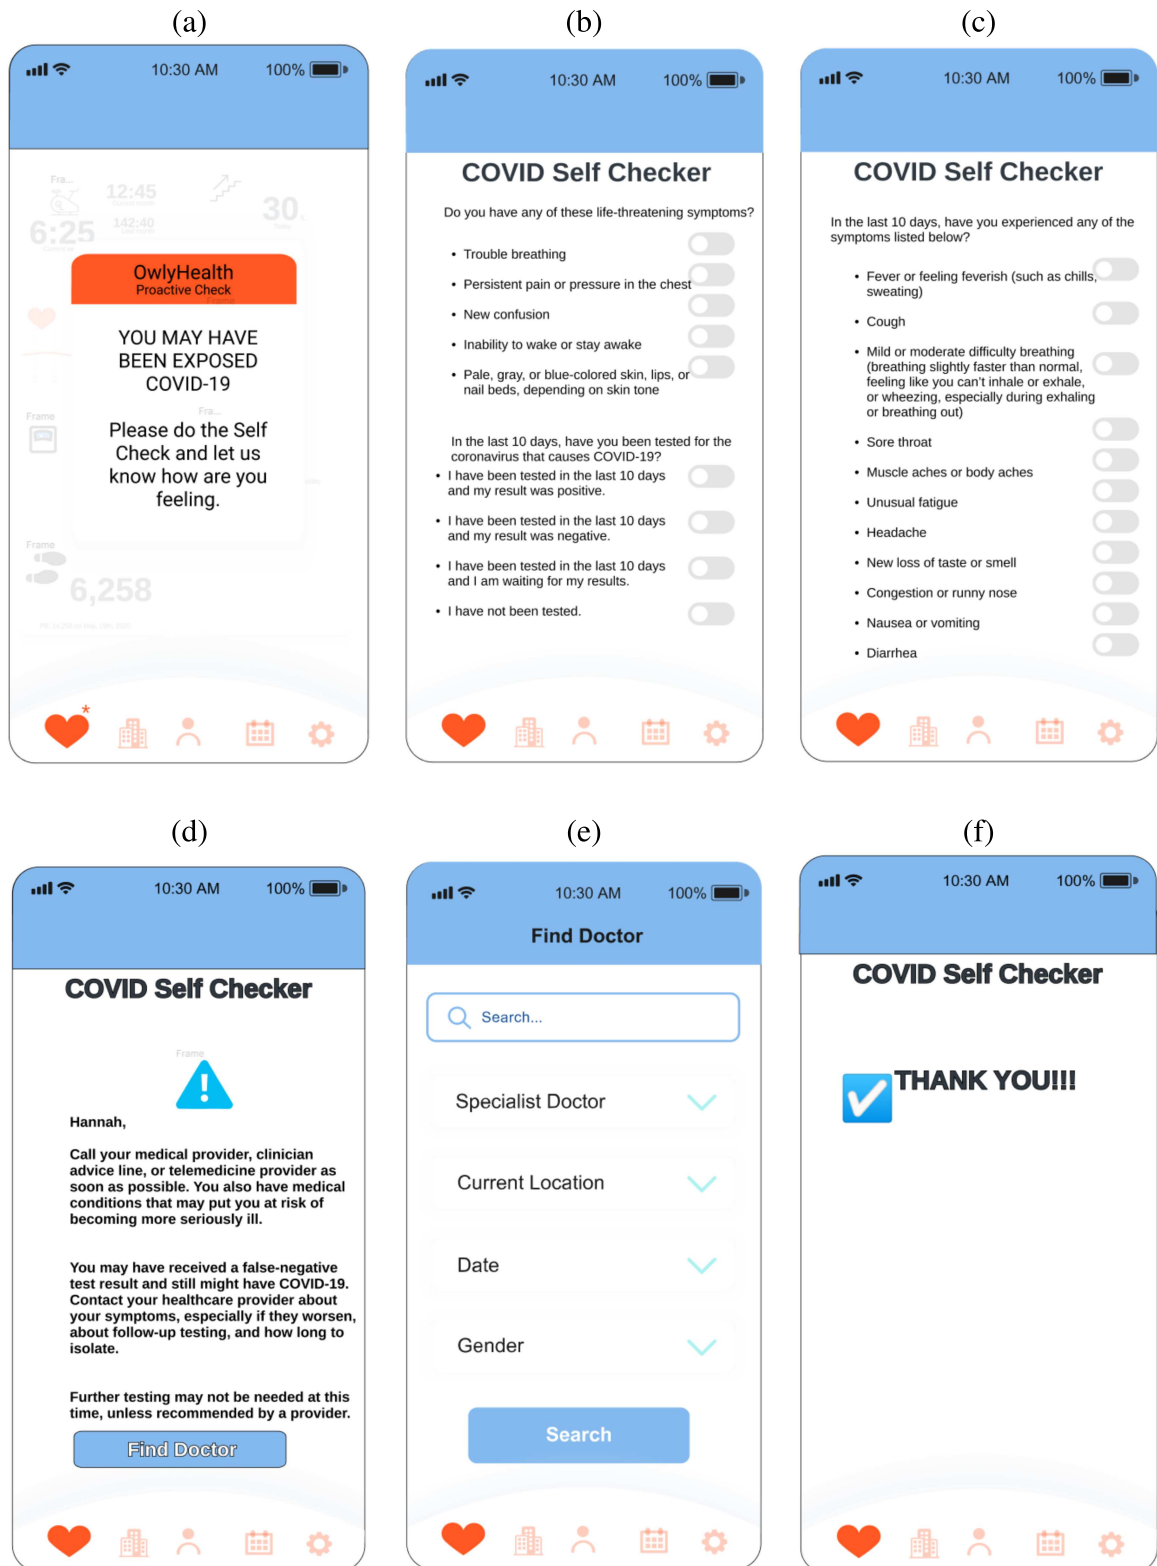 (a)
10:30 AM 100%
Fra...
12:45
30
6:25
142:40
OwlyHealth
Proactive Check
Frame
YOU MAY HAVE
BEEN EXPOSED
COVID-19
Fra...
Please do the Self
Check and let us
know how are you
feeling.
Frame
Frame
6,258
*
(b)
10:30 AM 100%
COVID Self Checker
Do you have any of these life-threatening symptoms?
• Trouble breathing
• Persistent pain or pressure in the chest
• New confusion
• Inability to wake or stay awake
• Pale, gray, or blue-colored skin, lips, or
nail beds, depending on skin tone
In the last 10 days, have you been tested for the
coronavirus that causes COVID-19?
• I have been tested in the last 10 days
and my result was positive.
• I have been tested in the last 10 days
and my result was negative.
• I have been tested in the last 10 days
and I am waiting for my results.
• I have not been tested.
(c)
10:30 AM 100%
COVID Self Checker
In the last 10 days, have you experienced any of the
symptoms listed below?
• Fever or feeling feverish (such as chills,
sweating)
• Cough
• Mild or moderate difficulty breathing
(breathing slightly faster than normal,
feeling like you can't inhale or exhale,
or wheezing, especially during exhaling
or breathing out)
• Sore throat
• Muscle aches or body aches
• Unusual fatigue
• Headache
• New loss of taste or smell
• Congestion or runny nose
• Nausea or vomiting
• Diarrhea
(d)
10:30 AM 100%
COVID Self Checker
Frame
Hannah,
Call your medical provider, clinician
advice line, or telemedicine provider as
soon as possible. You also have medical
conditions that may put you at risk of
becoming more seriously ill.
You may have received a false-negative
test result and still might have COVID-19.
Contact your healthcare provider about
your symptoms, especially if they worsen,
about follow-up testing, and how long to
isolate.
Further testing may not be needed at this
time, unless recommended by a provider.
Find Doctor
(e)
10:30 AM 100%
Find Doctor
Search...
Specialist Doctor
Current Location
Date
Gender
Search
(f)
10:30 AM 100%
COVID Self Checker
THANK YOU!!!